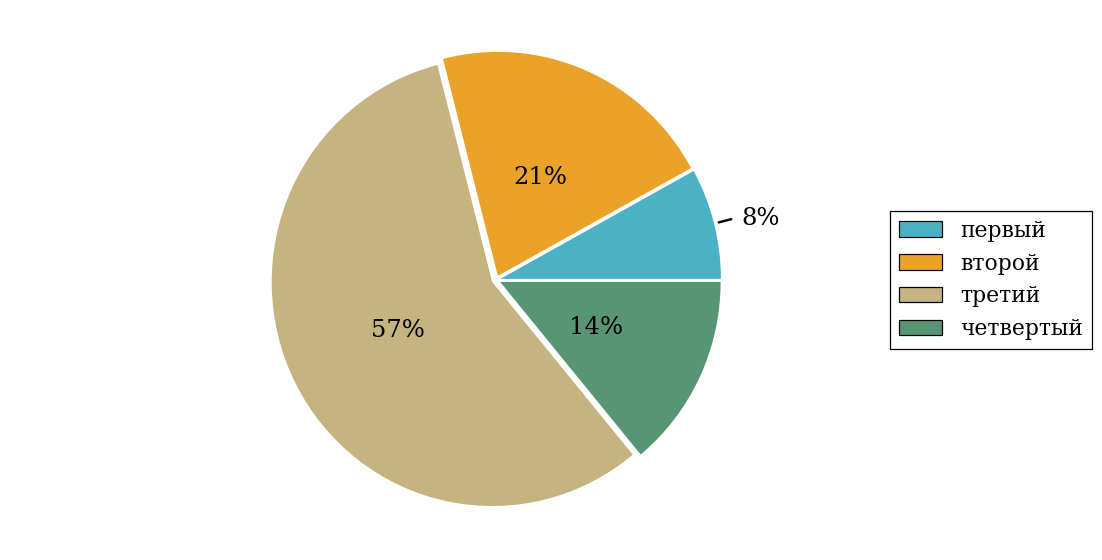 21%
8%
57%
14%
первый
второй
третий
четвертый